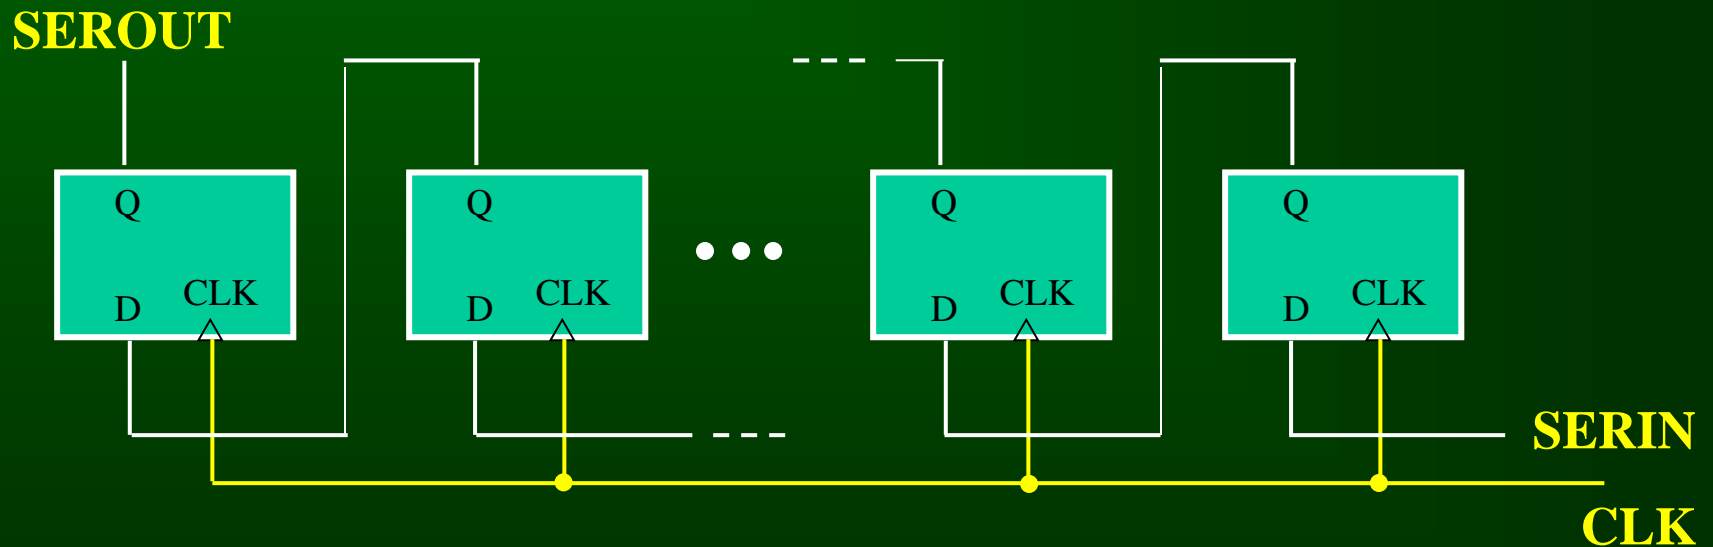 SEROUT
Q Q Q Q
CLK CLK CLK CLK
D D D D
SERIN
CLK